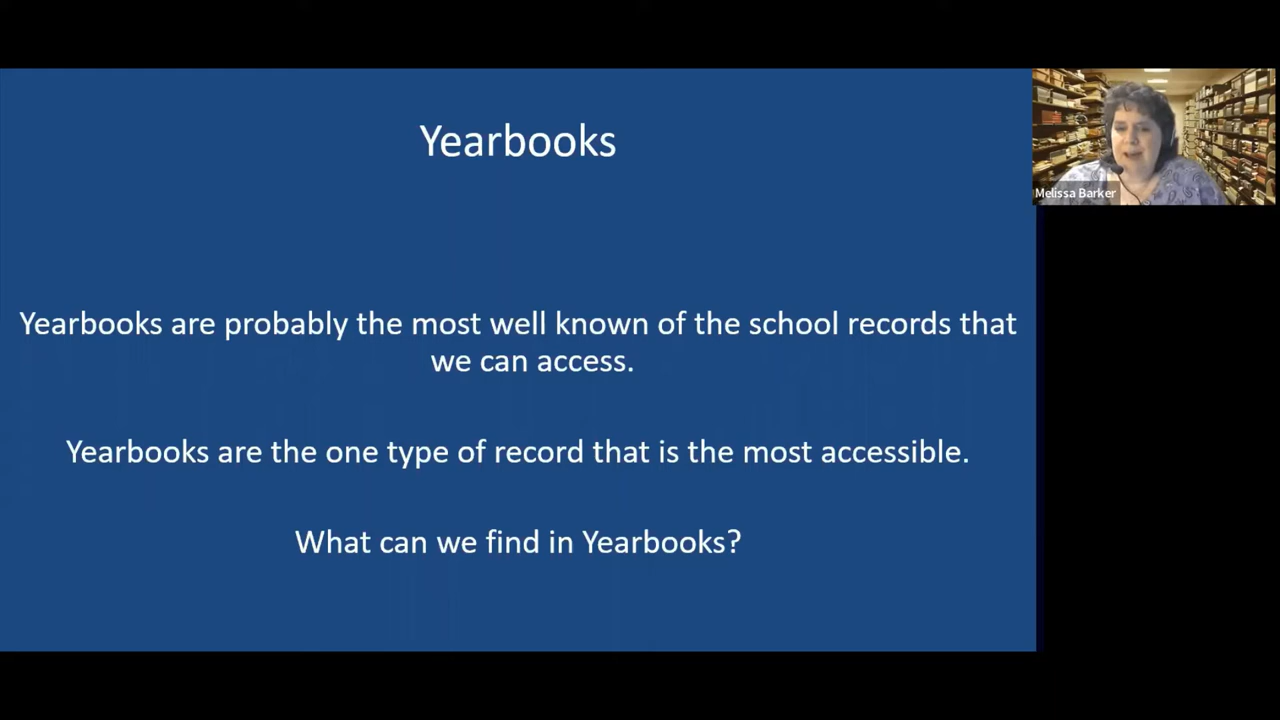 Yearbooks
Melissa Barker
Yearbooks are probably the most well known of the school records that
we can access.
Yearbooks are the one type of record that is the most accessible.
What can we find in Yearbooks?